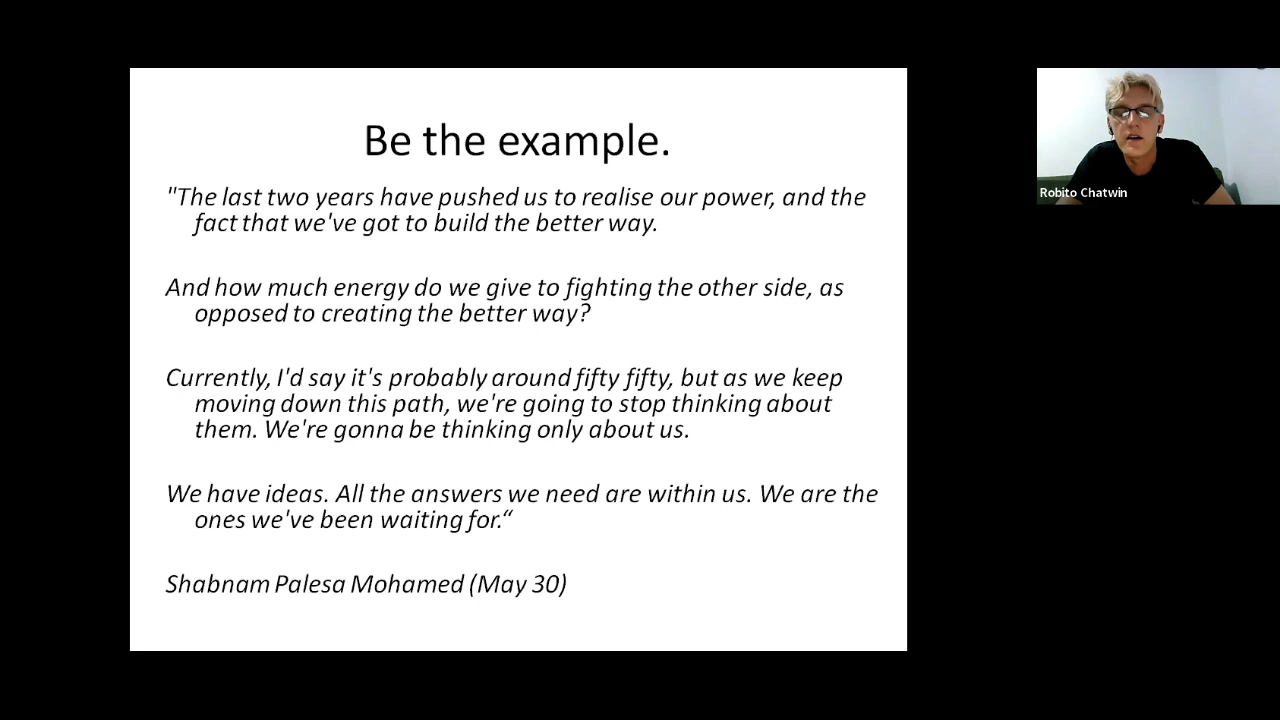 Be the example.
"The last two years have pushed us to realise our power, and the
fact that we've got to build the better way.
And how much energy do we give to fighting the other side, as
opposed to creating the better way?
Currently, I'd say it's probably around fifty fifty, but as we keep
moving down this path, we're going to stop thinking about
them. We're gonna be thinking only about us.
We have ideas. All the answers we need are within us. We are the
ones we've been waiting for.“
Shabnam Palesa Mohamed (May 30)
Robito Chatwin